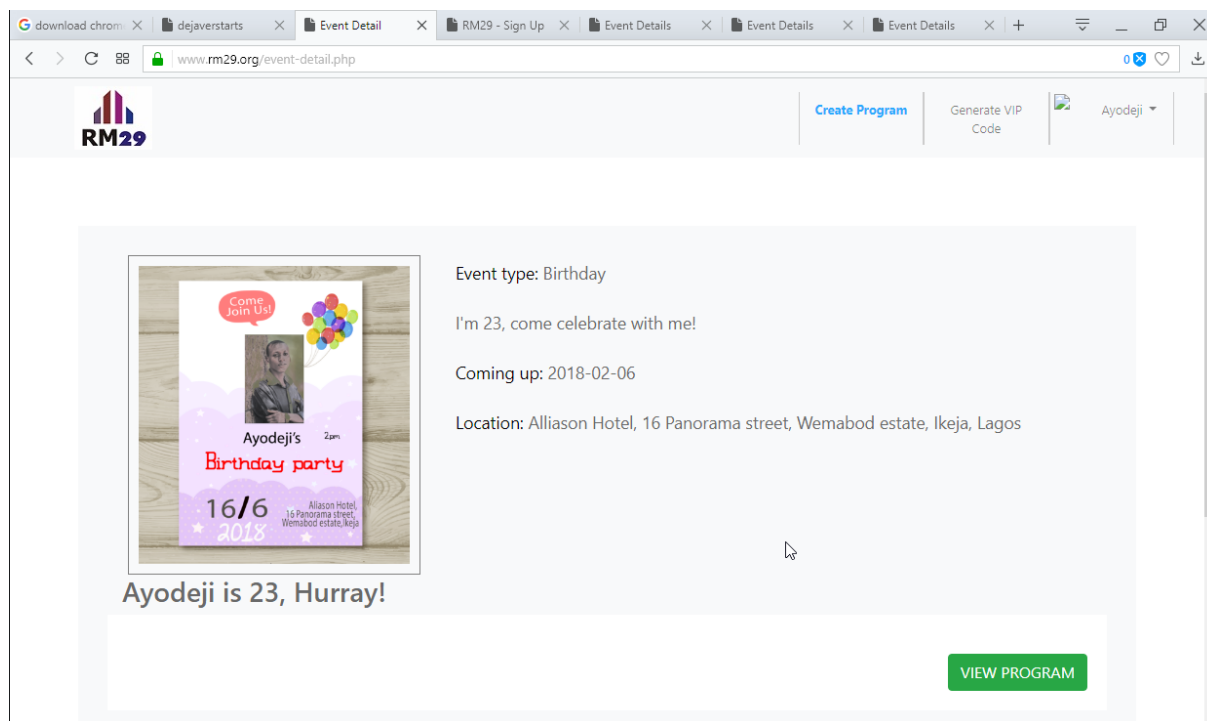 download chrom
dejaverstarts
Event Detail
RM29 - Sign Up
Event Details
Event Details
Event Details
www.rm29.org/event-detail.php
0
RM29
Create Program
Generate VIP
Code
Ayodeji
Come
Join Us!
Ayodeji's 2pm
Birthday party
16/6
2018
Aliason Hotel,
16 Panorama street,
Wemabod estate,Ikeja
Event type: Birthday
I'm 23, come celebrate with me!
Coming up: 2018-02-06
Location: Alliason Hotel, 16 Panorama street, Wemabod estate, Ikeja, Lagos
Ayodeji is 23, Hurray!
VIEW PROGRAM